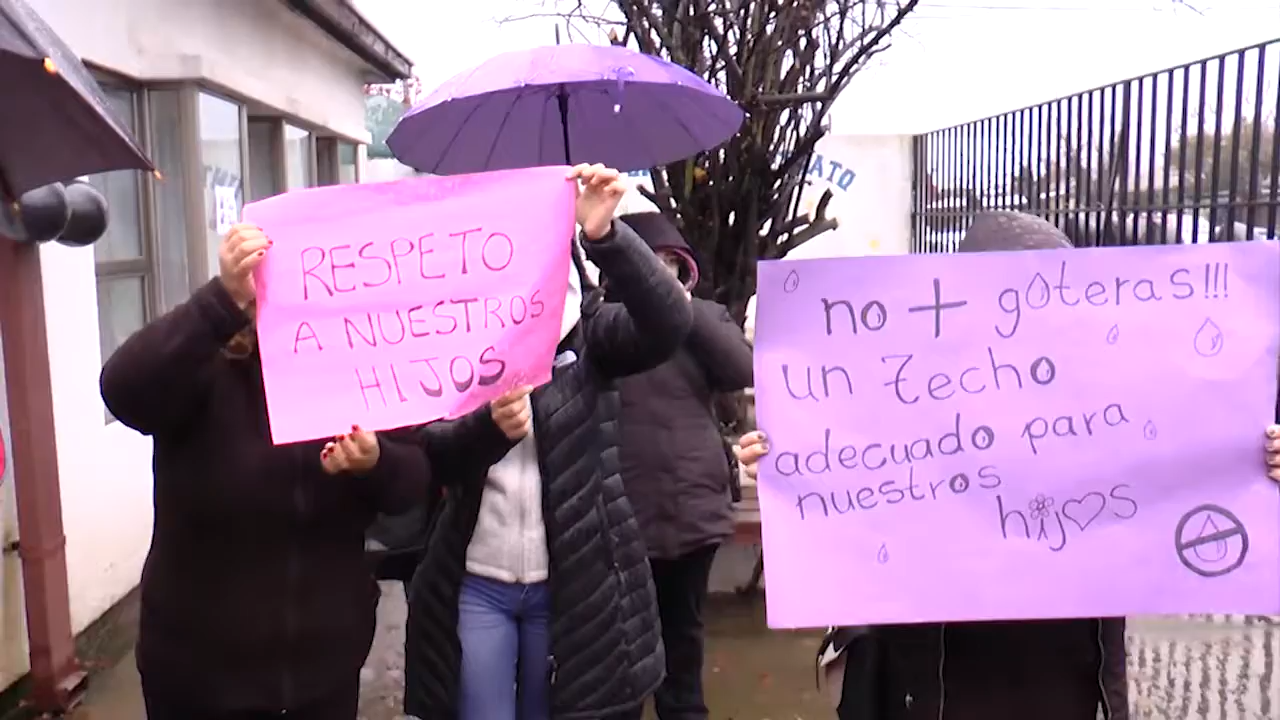 RESPETO
A NUESTROS
HIJOS
no + goteras!!!
un techo
adecuado para
nuestros
hijos